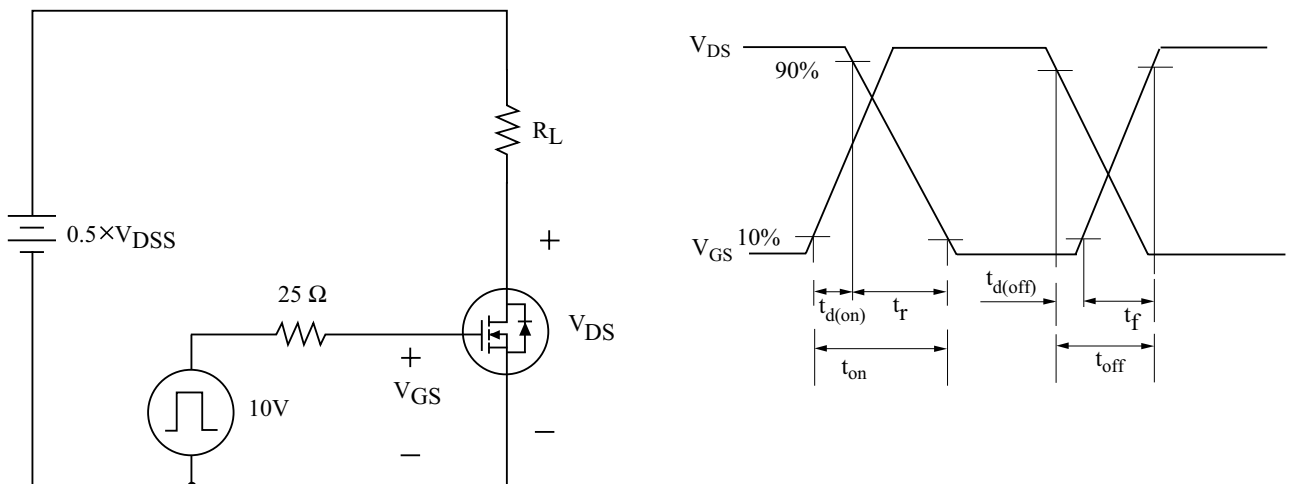 R_L
0.5×V_DSS
+
25 Ω
V_DS
+
V_GS
10V
−
−
V_DS
90%
V_GS
10%
t_d(on)
t_r
t_d(off)
t_f
t_on
t_off